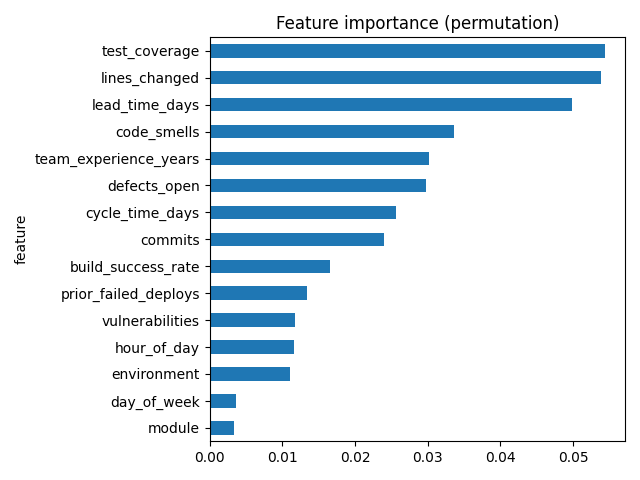 Feature importance (permutation)
feature
test_coverage
lines_changed
lead_time_days
code_smells
team_experience_years
defects_open
cycle_time_days
commits
build_success_rate
prior_failed_deploys
vulnerabilities
hour_of_day
environment
day_of_week
module
0.00 0.01 0.02 0.03 0.04 0.05